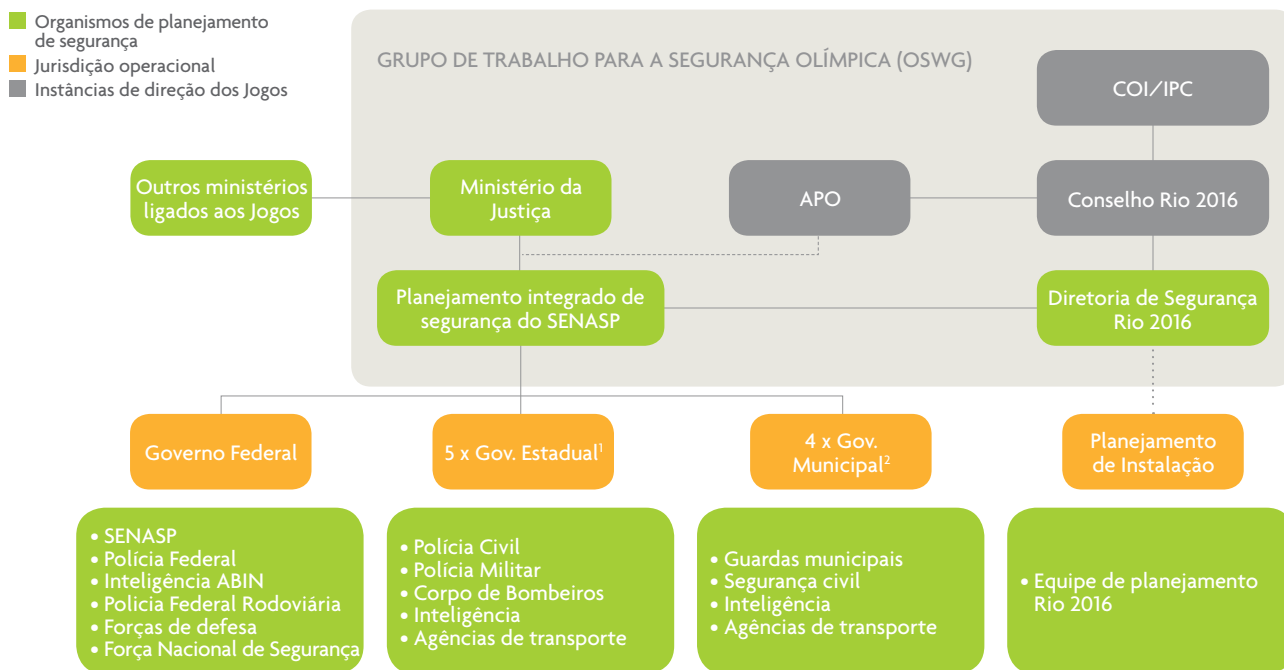 Organismos de planejamento
de segurança
Jurisdição operacional
Instâncias de direção dos Jogos
GRUPO DE TRABALHO PARA A SEGURANÇA OLÍMPICA (OSWG)
COI/IPC
Outros ministérios
ligados aos Jogos
Ministério da
Justiça
APO
Conselho Rio 2016
Planejamento integrado de
segurança do SENASP
Diretoria de Segurança
Rio 2016
Governo Federal
5 x Gov. Estadual¹
4 x Gov.
Municipal²
Planejamento
de Instalação
• SENASP
• Polícia Federal
• Inteligência ABIN
• Policia Federal Rodoviária
• Forças de defesa
• Força Nacional de Segurança
• Polícia Civil
• Polícia Militar
• Corpo de Bombeiros
• Inteligência
• Agências de transporte
• Guardas municipais
• Segurança civil
• Inteligência
• Agências de transporte
• Equipe de planejamento
Rio 2016